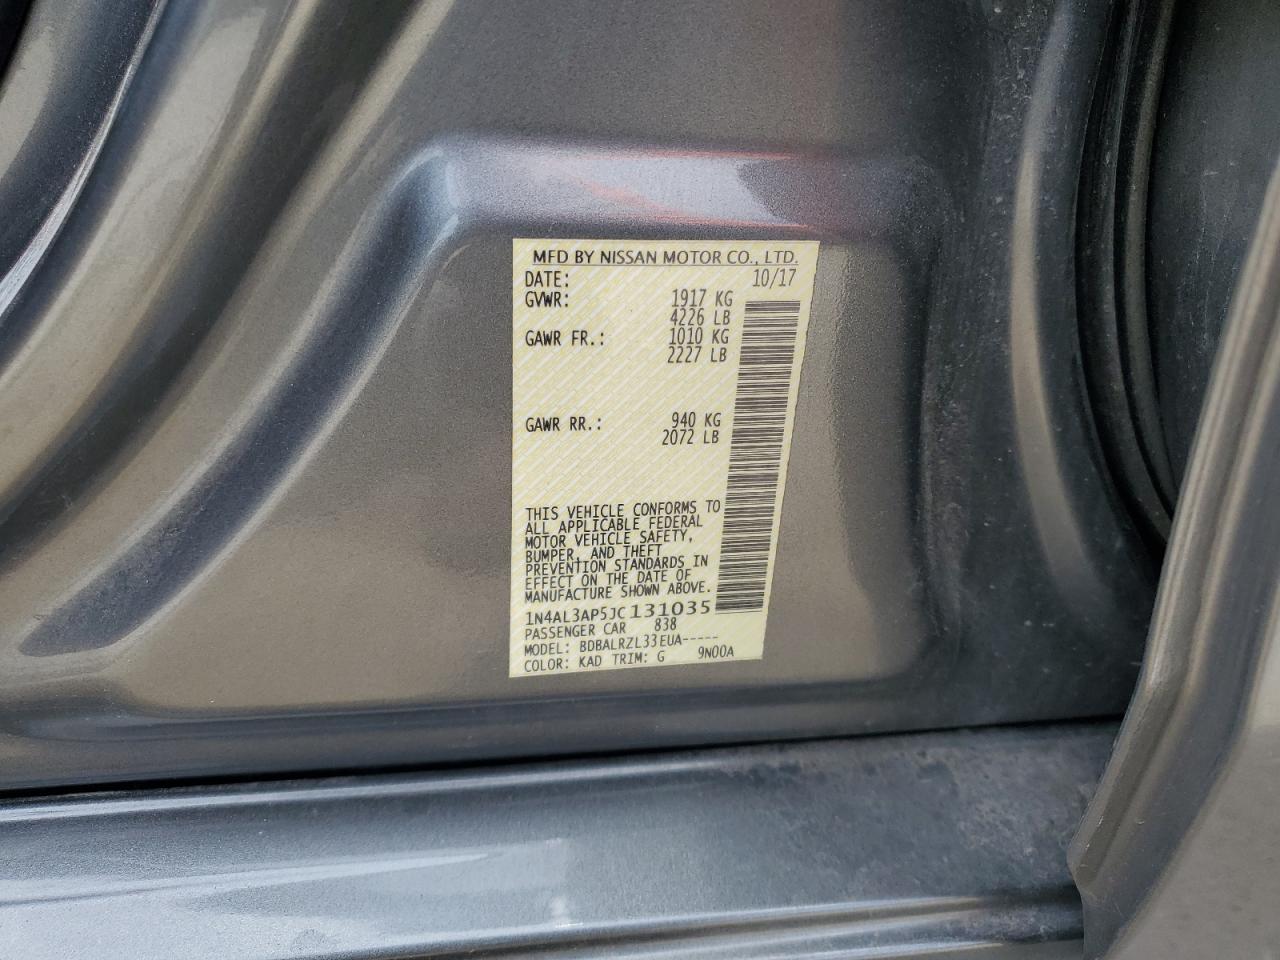 MFD BY NISSAN MOTOR CO., LTD.
DATE: 10/17
GVWR: 1917 KG
4226 LB
GAWR FR.: 1010 KG
2227 LB
GAWR RR.: 940 KG
2072 LB
THIS VEHICLE CONFORMS TO
ALL APPLICABLE FEDERAL
MOTOR VEHICLE SAFETY,
BUMPER, AND THEFT
PREVENTION STANDARDS IN
EFFECT ON THE DATE OF
MANUFACTURE SHOWN ABOVE.
1N4AL3AP5JC131035
PASSENGER CAR 838
MODEL: BDBALRZL33EUA-----
COLOR: KAD TRIM: G 9N00A